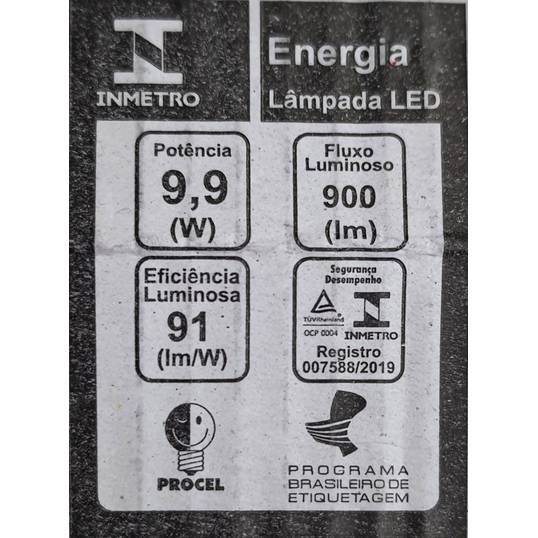 INMETRO
Energia
Lâmpada LED
Potência
9,9
(W)
Fluxo
Luminoso
900
(lm)
Eficiência
Luminosa
91
(lm/W)
Segurança
Desempenho
TÜVRheinland
OCP 0004
INMETRO
Registro
007588/2019
PROCEL
PROGRAMA
BRASILEIRO DE
ETIQUETAGEM